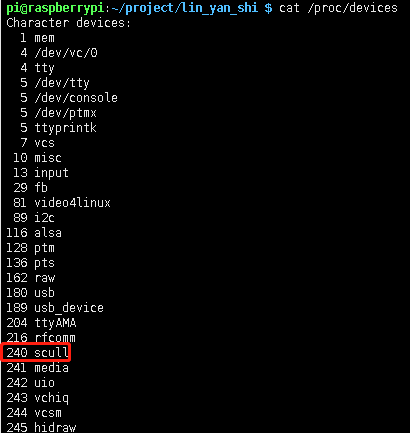 pi@raspberrypi:~/project/lin_yan_shi $ cat /proc/devices
Character devices:
1 mem
4 /dev/vc/0
4 tty
5 /dev/tty
5 /dev/console
5 /dev/ptmx
5 ttyprintk
7 vcs
10 misc
13 input
29 fb
81 video4linux
89 i2c
116 alsa
128 ptm
136 pts
162 raw
180 usb
189 usb_device
204 ttyAMA
216 rfcomm
240 scull
241 media
242 uio
243 vchiq
244 vcsm
245 hidraw